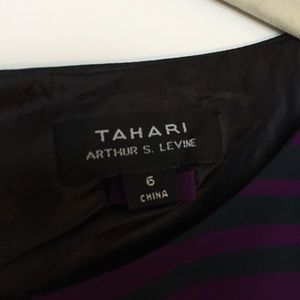 TAHARI
ARTHUR S. LEVINE
6
CHINA